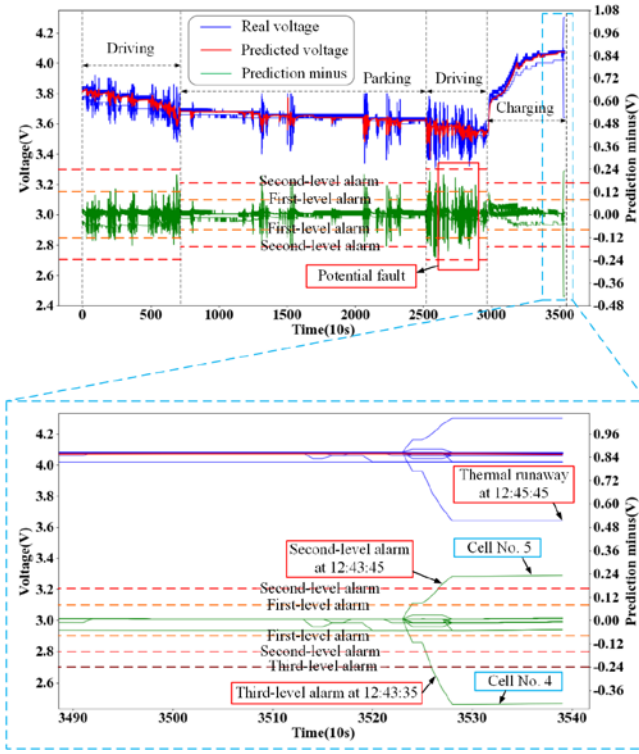 Real voltage
Predicted voltage
Prediction minus
Driving
Parking
Driving
Charging
Second-level alarm
First-level alarm
First-level alarm
Second-level alarm
Potential fault
Voltage(V)
4.2
4.0
3.8
3.6
3.4
3.2
3.0
2.8
2.6
2.4
Prediction minus(V)
1.08
0.96
0.84
0.72
0.60
0.48
0.36
0.24
0.12
0.00
-0.12
-0.24
-0.36
-0.48
0 500 1000 1500 2000 2500 3000 3500
Time(10s)
Thermal runaway
at 12:45:45
Second-level alarm
at 12:43:45
Cell No. 5
Second-level alarm
First-level alarm
First-level alarm
Second-level alarm
Third-level alarm
Third-level alarm at 12:43:35
Cell No. 4
Voltage(V)
4.2
4.0
3.8
3.6
3.4
3.2
3.0
2.8
2.6
Prediction minus(V)
0.96
0.84
0.72
0.60
0.48
0.36
0.24
0.12
0.00
-0.12
-0.24
-0.36
3490 3500 3510 3520 3530 3540
Time(10s)